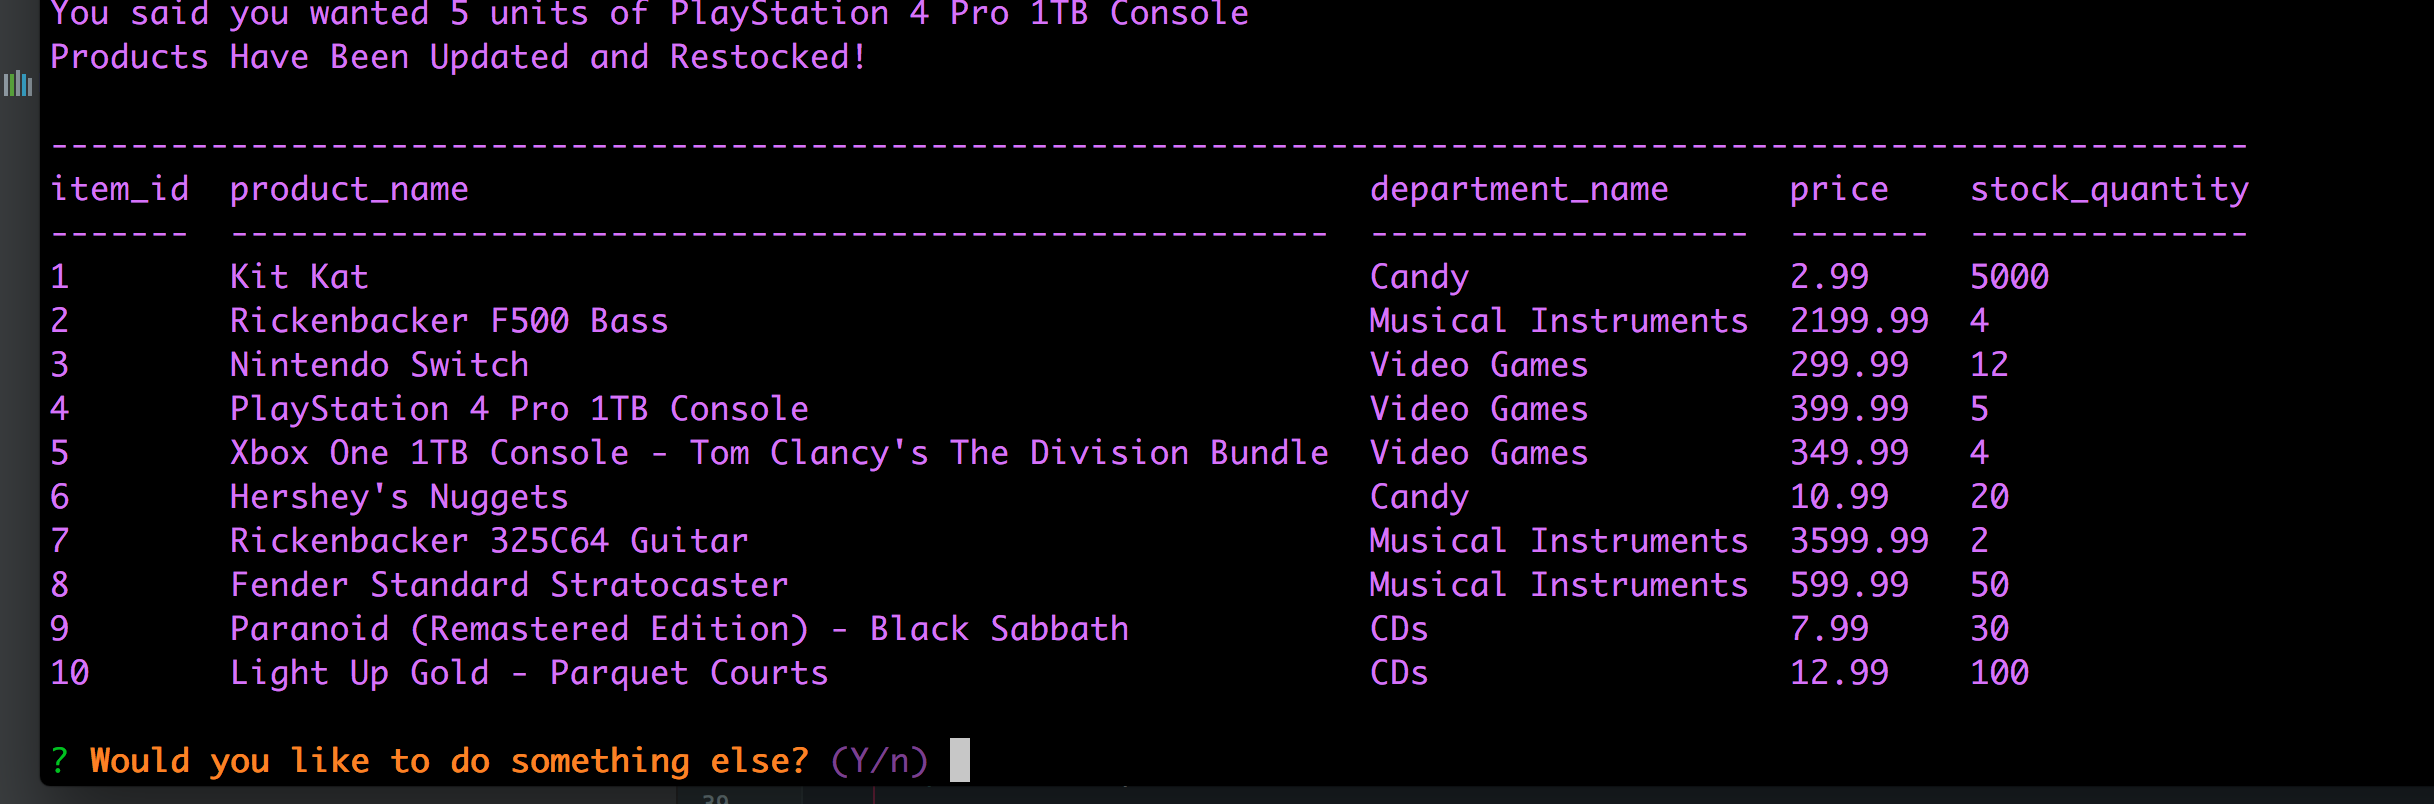 You said you wanted 5 units of PlayStation 4 Pro 1TB Console
Products Have Been Updated and Restocked!
--------------------------------------------------------------------------------------------------------------
item_id  product_name                                             department_name      price    stock_quantity
-------  -------------------------------------------------------  -------------------  -------  --------------
1        Kit Kat                                                  Candy                2.99     5000
2        Rickenbacker F500 Bass                                   Musical Instruments  2199.99  4
3        Nintendo Switch                                          Video Games          299.99   12
4        PlayStation 4 Pro 1TB Console                            Video Games          399.99   5
5        Xbox One 1TB Console - Tom Clancy's The Division Bundle  Video Games          349.99   4
6        Hershey's Nuggets                                        Candy                10.99    20
7        Rickenbacker 325C64 Guitar                               Musical Instruments  3599.99  2
8        Fender Standard Stratocaster                             Musical Instruments  599.99   50
9        Paranoid (Remastered Edition) - Black Sabbath            CDs                  7.99     30
10       Light Up Gold - Parquet Courts                           CDs                  12.99    100
? Would you like to do something else? (Y/n)